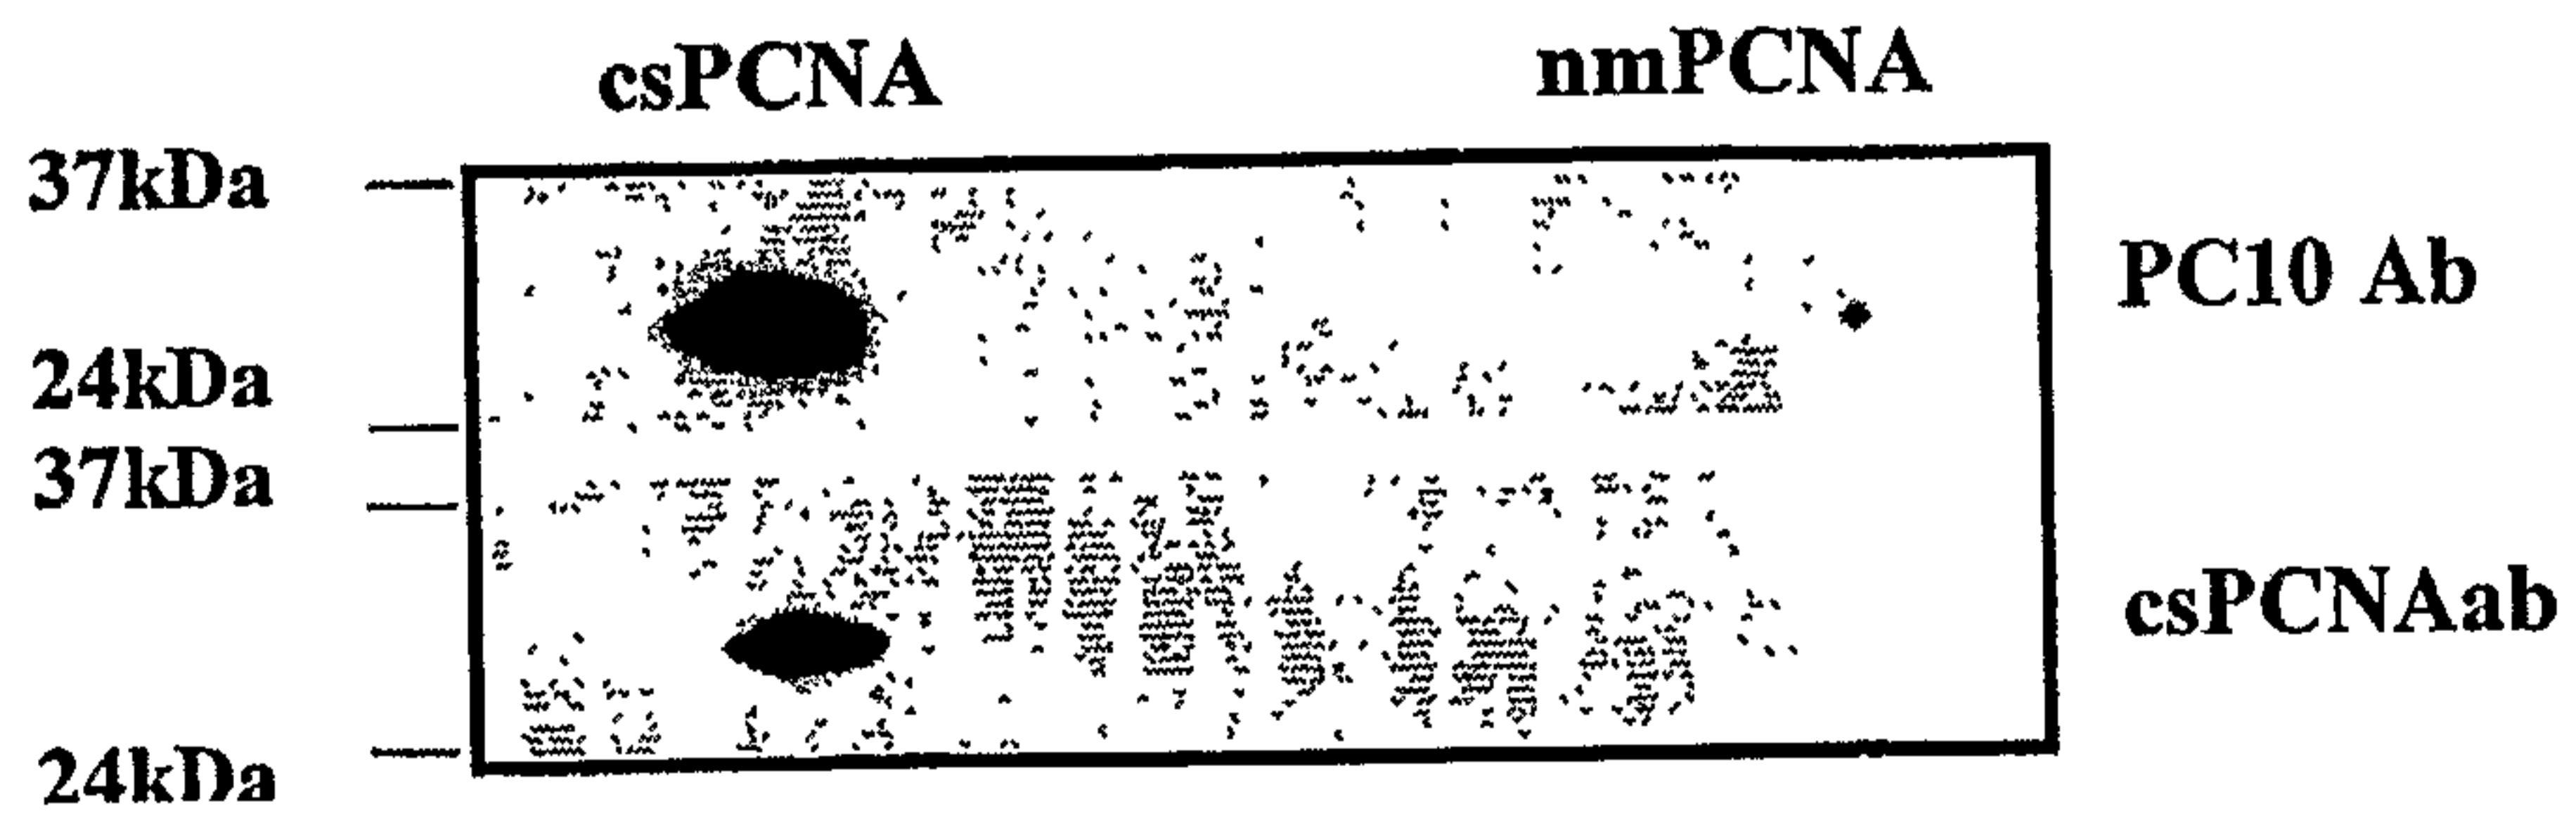 csPCNA nmPCNA
37kDa
PC10 Ab
24kDa
37kDa
csPCNAab
24kDa